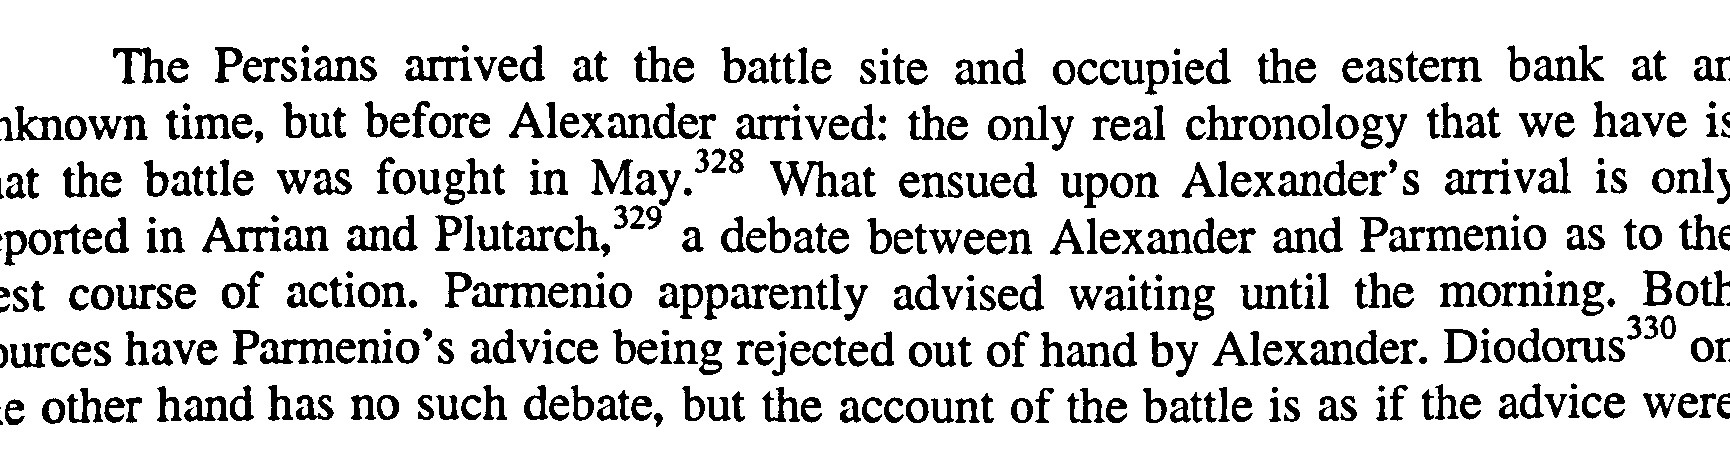 The Persians arrived at the battle site and occupied the eastern bank at an
nknown time, but before Alexander arrived: the only real chronology that we have is
hat the battle was fought in May.328 What ensued upon Alexander's arrival is only
eported in Arrian and Plutarch,329 a debate between Alexander and Parmenio as to the
est course of action. Parmenio apparently advised waiting until the morning. Both
ources have Parmenio's advice being rejected out of hand by Alexander. Diodorus330 on
he other hand has no such debate, but the account of the battle is as if the advice were